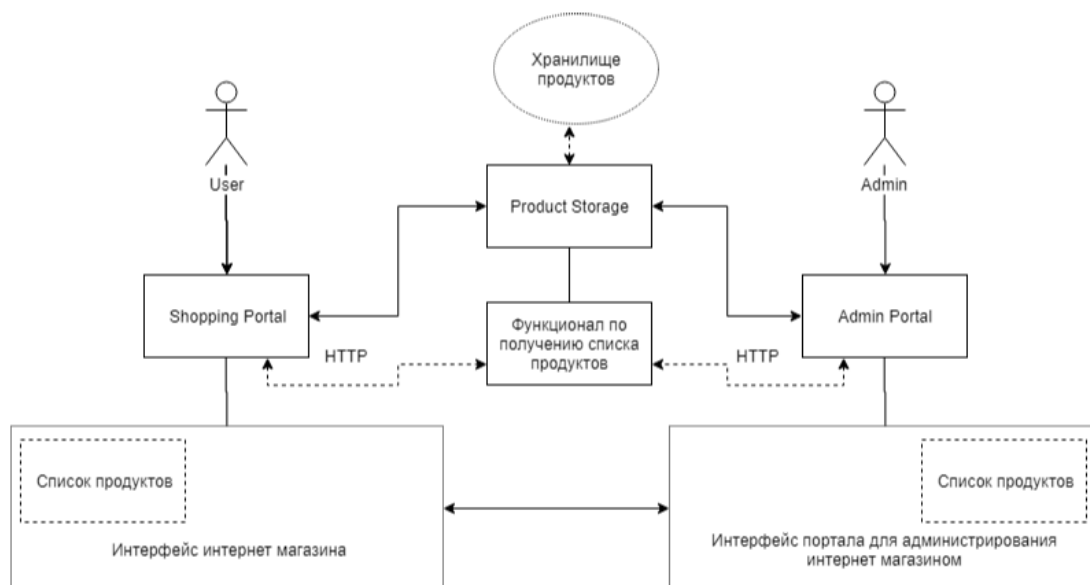 Хранилище
продуктов
User
Admin
Product Storage
Shopping Portal
Admin Portal
Функционал по
получению списка
продуктов
HTTP
HTTP
Список продуктов
Список продуктов
Интерфейс интернет магазина
Интерфейс портала для администрирования
интернет магазином